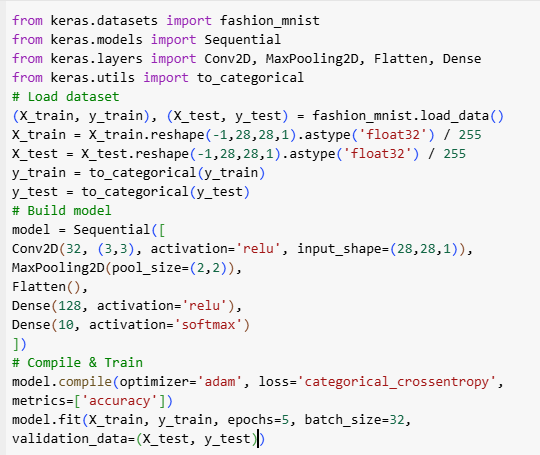 from keras.datasets import fashion_mnist
from keras.models import Sequential
from keras.layers import Conv2D, MaxPooling2D, Flatten, Dense
from keras.utils import to_categorical
# Load dataset
(X_train, y_train), (X_test, y_test) = fashion_mnist.load_data()
X_train = X_train.reshape(-1,28,28,1).astype('float32') / 255
X_test = X_test.reshape(-1,28,28,1).astype('float32') / 255
y_train = to_categorical(y_train)
y_test = to_categorical(y_test)
# Build model
model = Sequential([
Conv2D(32, (3,3), activation='relu', input_shape=(28,28,1)),
MaxPooling2D(pool_size=(2,2)),
Flatten(),
Dense(128, activation='relu'),
Dense(10, activation='softmax')
])
# Compile & Train
model.compile(optimizer='adam', loss='categorical_crossentropy',
metrics=['accuracy'])
model.fit(X_train, y_train, epochs=5, batch_size=32,
validation_data=(X_test, y_test))